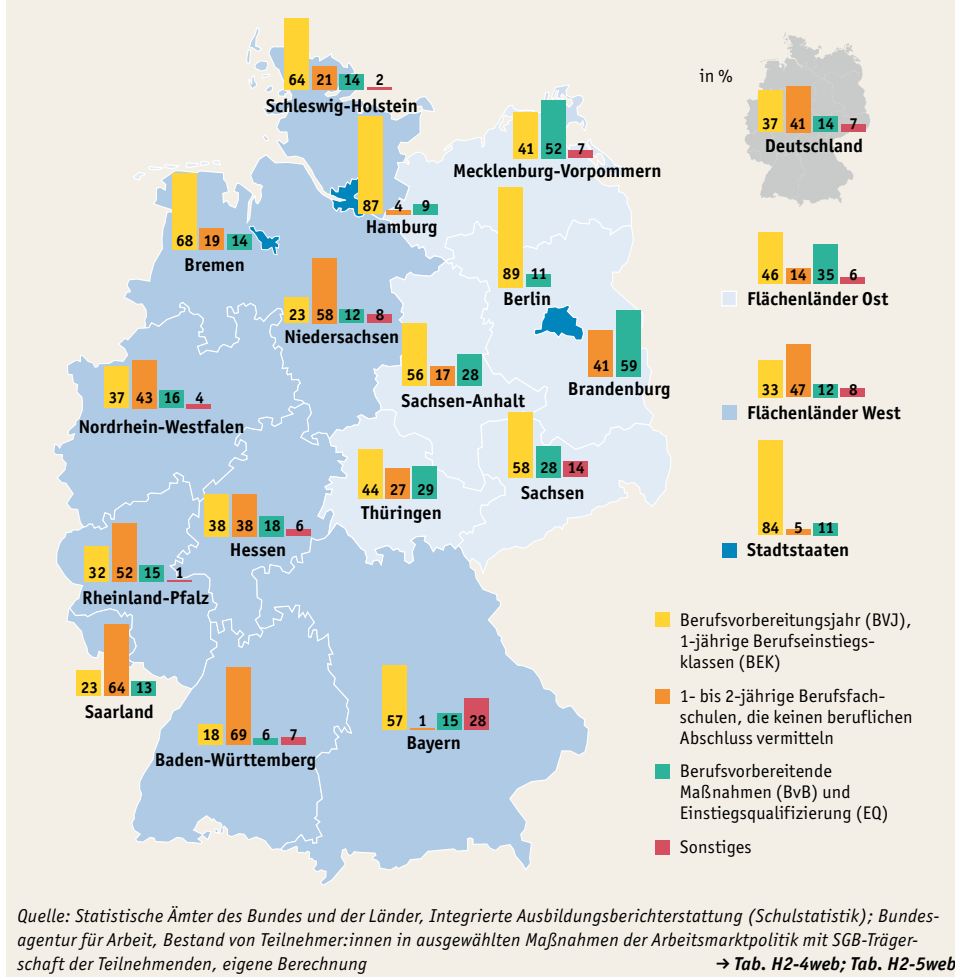 64 21 14 2
Schleswig-Holstein
in %
37 41 14 7
Deutschland
41 52 7
Mecklenburg-Vorpommern
87 4 9
Hamburg
68 19 14
Bremen
89 11
Berlin
46 14 35 6
Flächenländer Ost
23 58 12 8
Niedersachsen
56 17 28
Sachsen-Anhalt
41 59
Brandenburg
33 47 12 8
Flächenländer West
37 43 16 4
Nordrhein-Westfalen
58 28 14
Sachsen
44 27 29
Thüringen
84 5 11
Stadtstaaten
38 38 18 6
Hessen
32 52 15 1
Rheinland-Pfalz
23 64 13
Saarland
18 69 6 7
Baden-Württemberg
57 1 15 28
Bayern
Berufsvorbereitungsjahr (BVJ),
1-jährige Berufseinstiegs-
klassen (BEK)
1- bis 2-jährige Berufsfach-
schulen, die keinen beruflichen
Abschluss vermitteln
Berufsvorbereitende
Maßnahmen (BvB) und
Einstiegsqualifizierung (EQ)
Sonstiges
Quelle: Statistische Ämter des Bundes und der Länder, Integrierte Ausbildungsberichterstattung (Schulstatistik); Bundes-
agentur für Arbeit, Bestand von Teilnehmer:innen in ausgewählten Maßnahmen der Arbeitsmarktpolitik mit SGB-Träger-
schaft der Teilnehmenden, eigene Berechnung → Tab. H2-4web; Tab. H2-5web